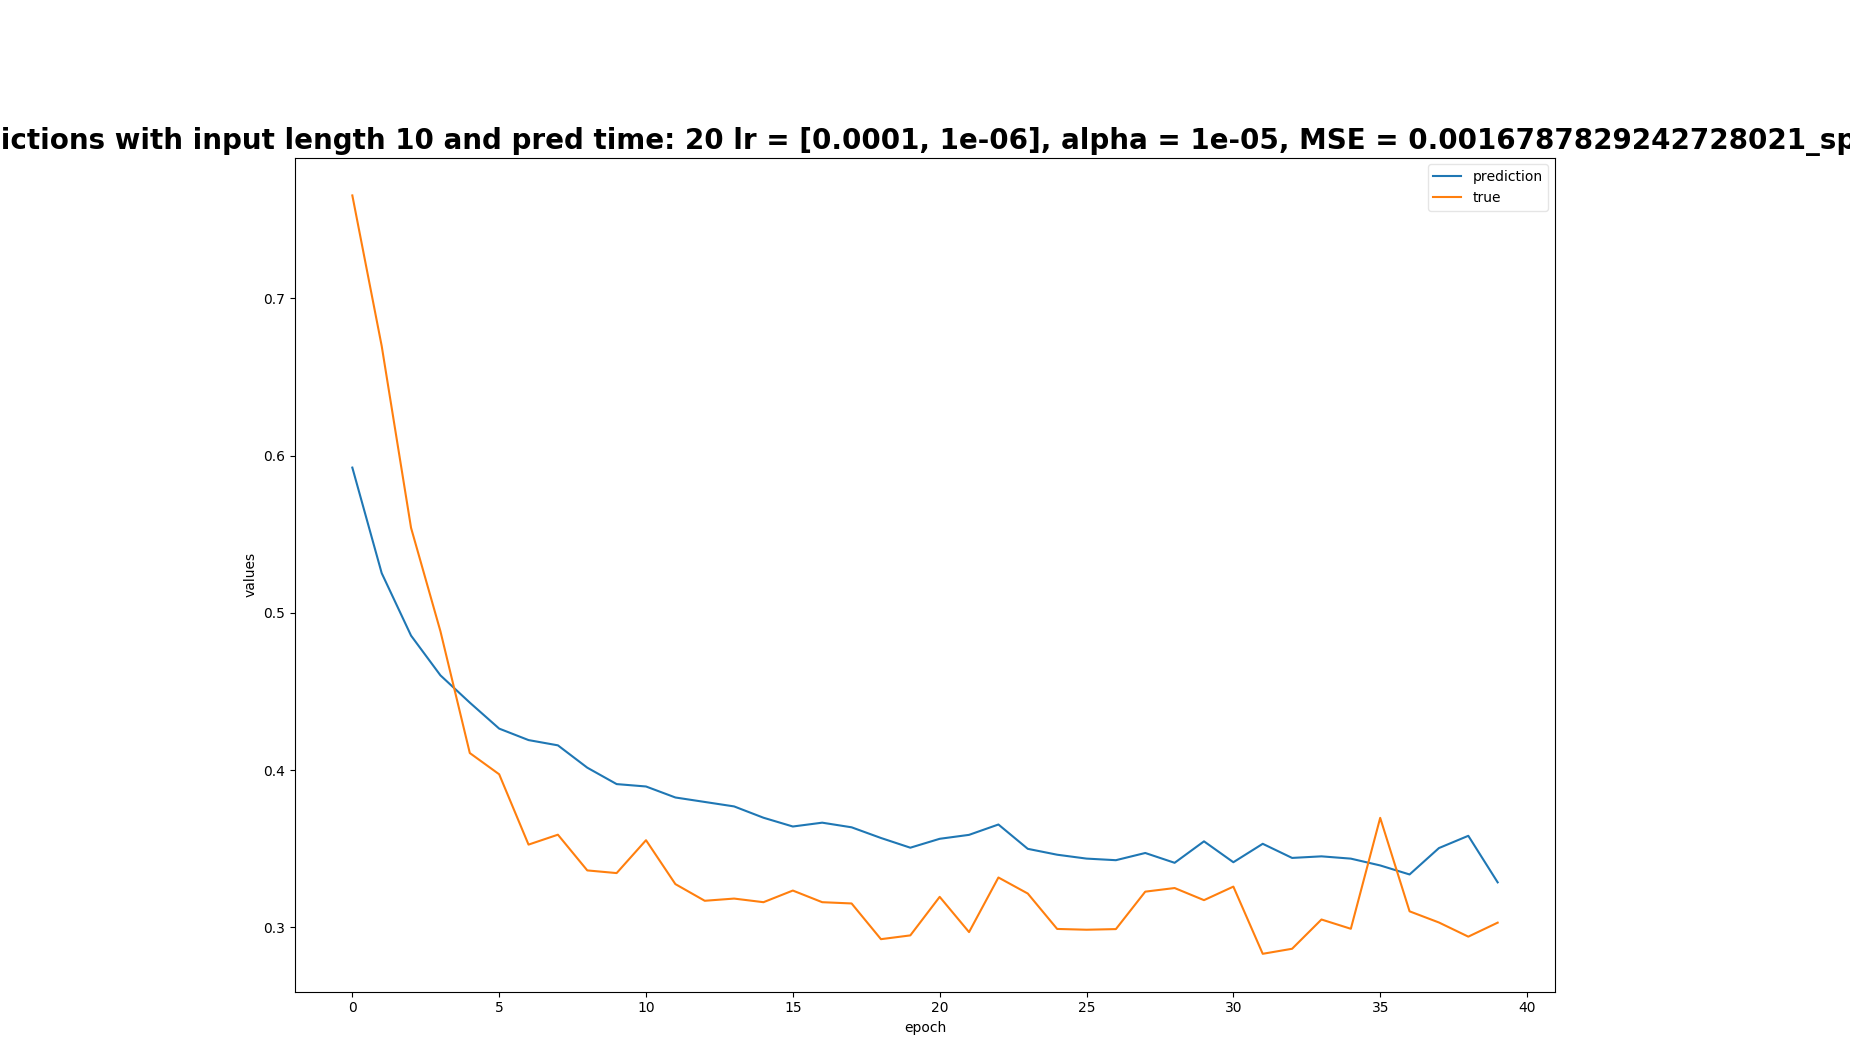 ictions with input length 10 and pred time: 20 lr = [0.0001, 1e-06], alpha = 1e-05, MSE = 0.0016787829242728021_sp
prediction
true
0.7
0.6
0.5
0.4
0.3
values
0 5 10 15 20 25 30 35 40
epoch